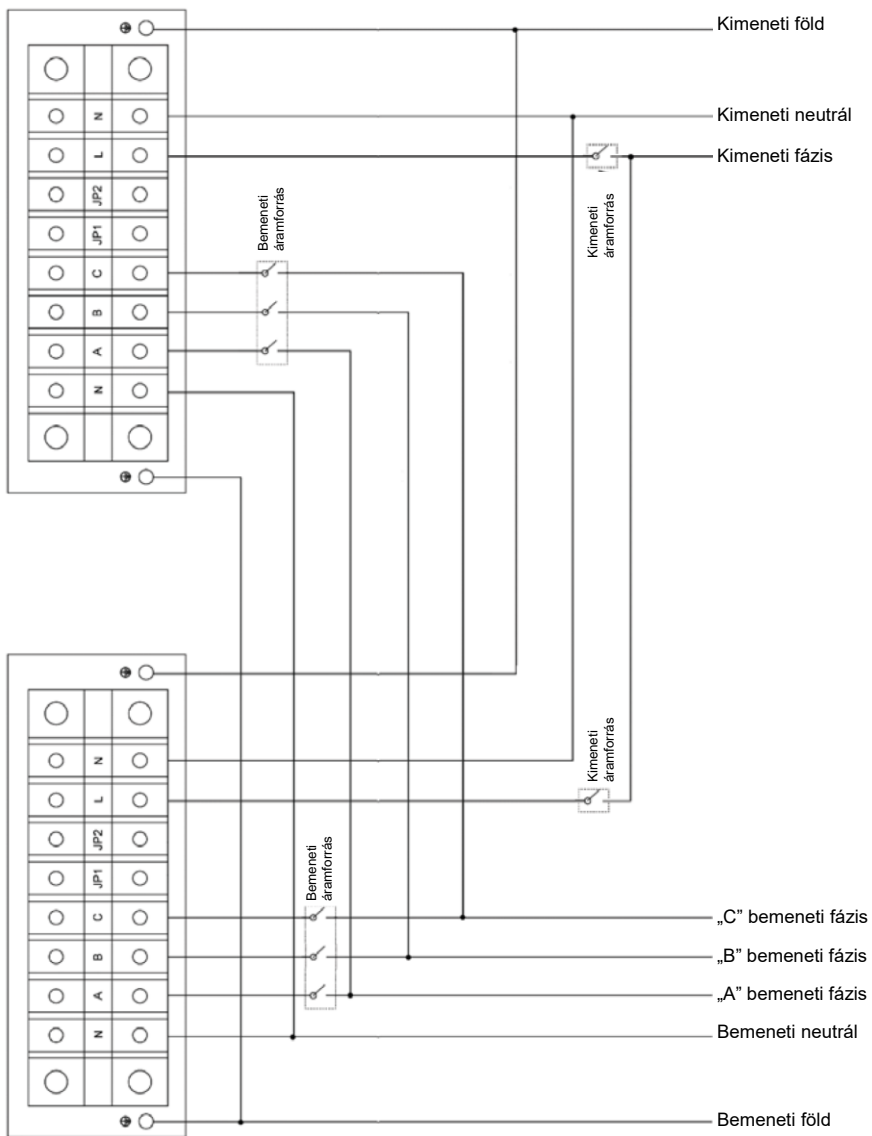 Kimeneti föld
N
Kimeneti neutrál
L
Kimeneti fázis
JP2
Bemeneti
áramforrás
Kimeneti
áramforrás
JP1
C
B
A
N
N
Kimeneti
áramforrás
L
JP2
Bemeneti
áramforrás
JP1
C
„C” bemeneti fázis
B
„B” bemeneti fázis
A
„A” bemeneti fázis
N
Bemeneti neutrál
Bemeneti föld